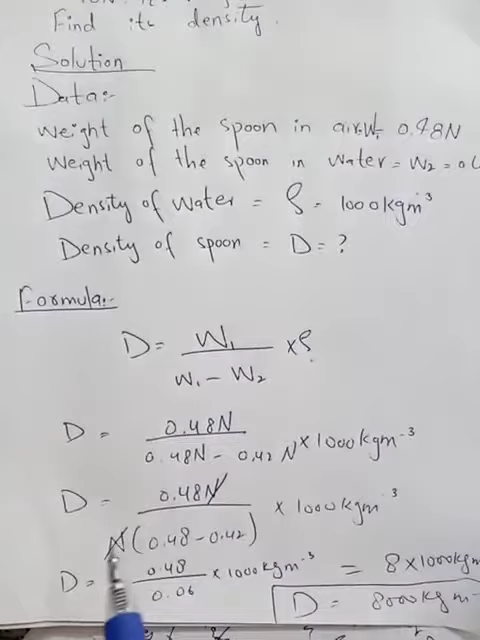 Find its density.
Solution
Data:-
Weight of the spoon in air=W₁= 0.48N
Weight of the spoon in water = W₂ = 0.
Density of water = ρ = 1000kgm⁻³
Density of spoon = D = ?
Formula:-
D = W₁ / W₁ - W₂ × ρ
D = 0.48N / 0.48N - 0.42 N × 1000kgm⁻³
D = 0.48N / N(0.48-0.42) × 1000kgm⁻³
D = 0.48 / 0.06 × 1000kgm⁻³ = 8×1000kgm
D = 8000kgm⁻